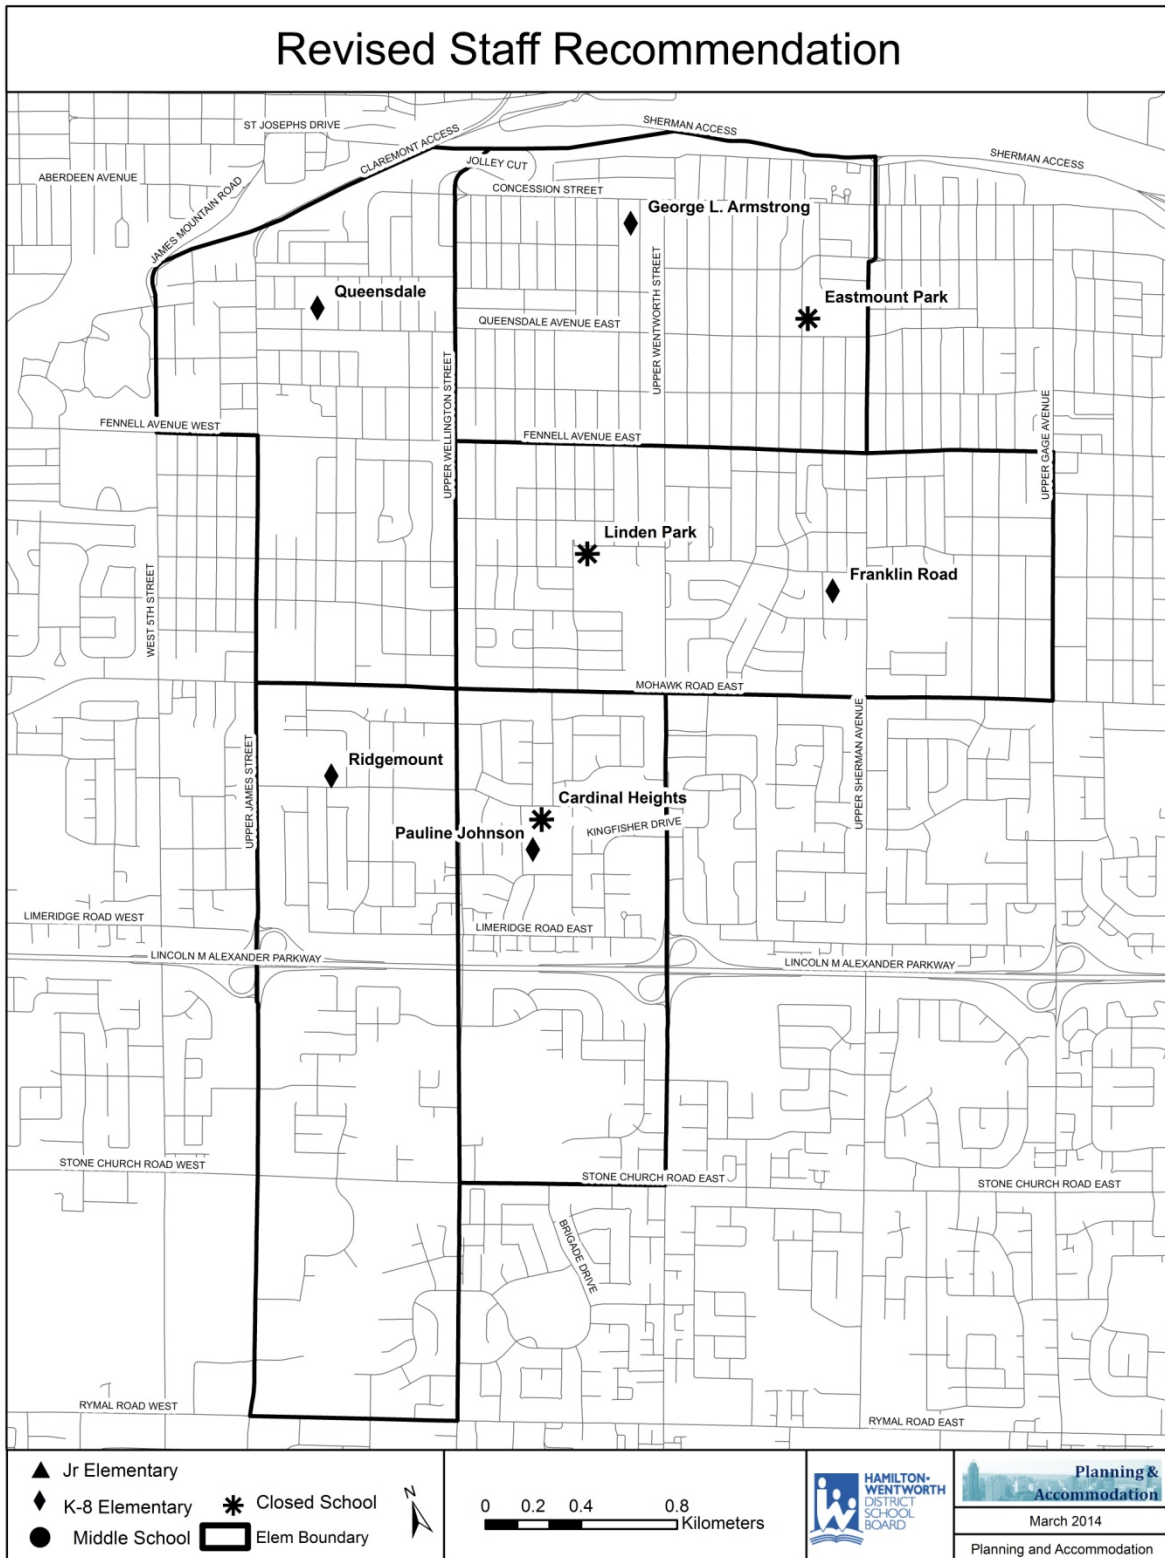 Revised Staff Recommendation
ST JOSEPHS DRIVE
CLAREMONT ACCESS
SHERMAN ACCESS
SHERMAN ACCESS
JOLLEY CUT
ABERDEEN AVENUE
JAMES MOUNTAIN ROAD
CONCESSION STREET
George L. Armstrong
UPPER WENTWORTH STREET
Queensdale
Eastmount Park
QUEENSDALE AVENUE EAST
UPPER WELLINGTON STREET
FENNELL AVENUE WEST
FENNELL AVENUE EAST
UPPER GAGE AVENUE
Linden Park
Franklin Road
WEST 5TH STREET
MOHAWK ROAD EAST
UPPER JAMES STREET
UPPER SHERMAN AVENUE
Ridgemount
Cardinal Heights
Pauline Johnson
KINGFISHER DRIVE
LIMERIDGE ROAD WEST
LIMERIDGE ROAD EAST
LINCOLN M ALEXANDER PARKWAY
LINCOLN M ALEXANDER PARKWAY
STONE CHURCH ROAD WEST
STONE CHURCH ROAD EAST
STONE CHURCH ROAD EAST
BRIGADE DRIVE
RYMAL ROAD WEST
RYMAL ROAD EAST
Jr Elementary
K-8 Elementary
Closed School
Middle School
Elem Boundary
N
0 0.2 0.4 0.8
Kilometers
HAMILTON-
WENTWORTH
DISTRICT
SCHOOL
BOARD
Planning &
Accommodation
March 2014
Planning and Accommodation